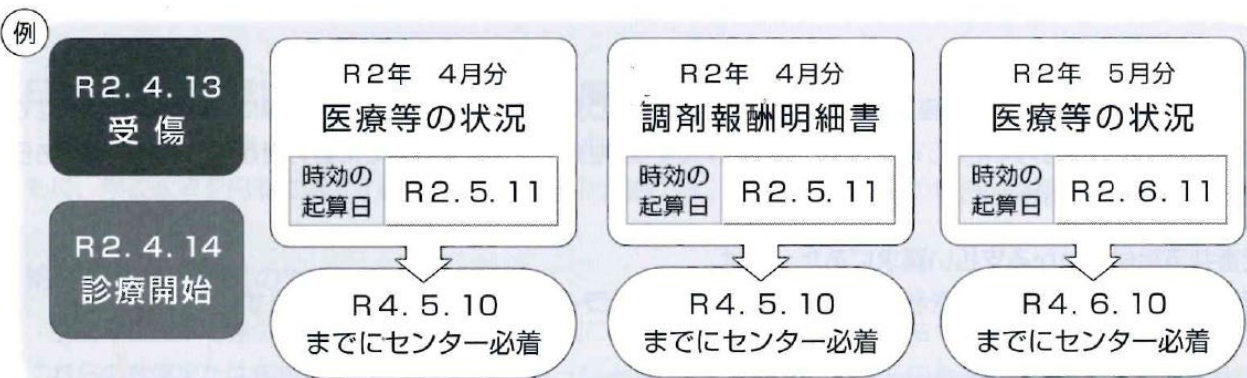 例
R2.4.13
受傷
R2.4.14
診療開始
R2年 4月分
医療等の状況
時効の
起算日
R2.5.11
R4.5.10
までにセンター必着
R2年 4月分
調剤報酬明細書
時効の
起算日
R2.5.11
R4.5.10
までにセンター必着
R2年 5月分
医療等の状況
時効の
起算日
R2.6.11
R4.6.10
までにセンター必着